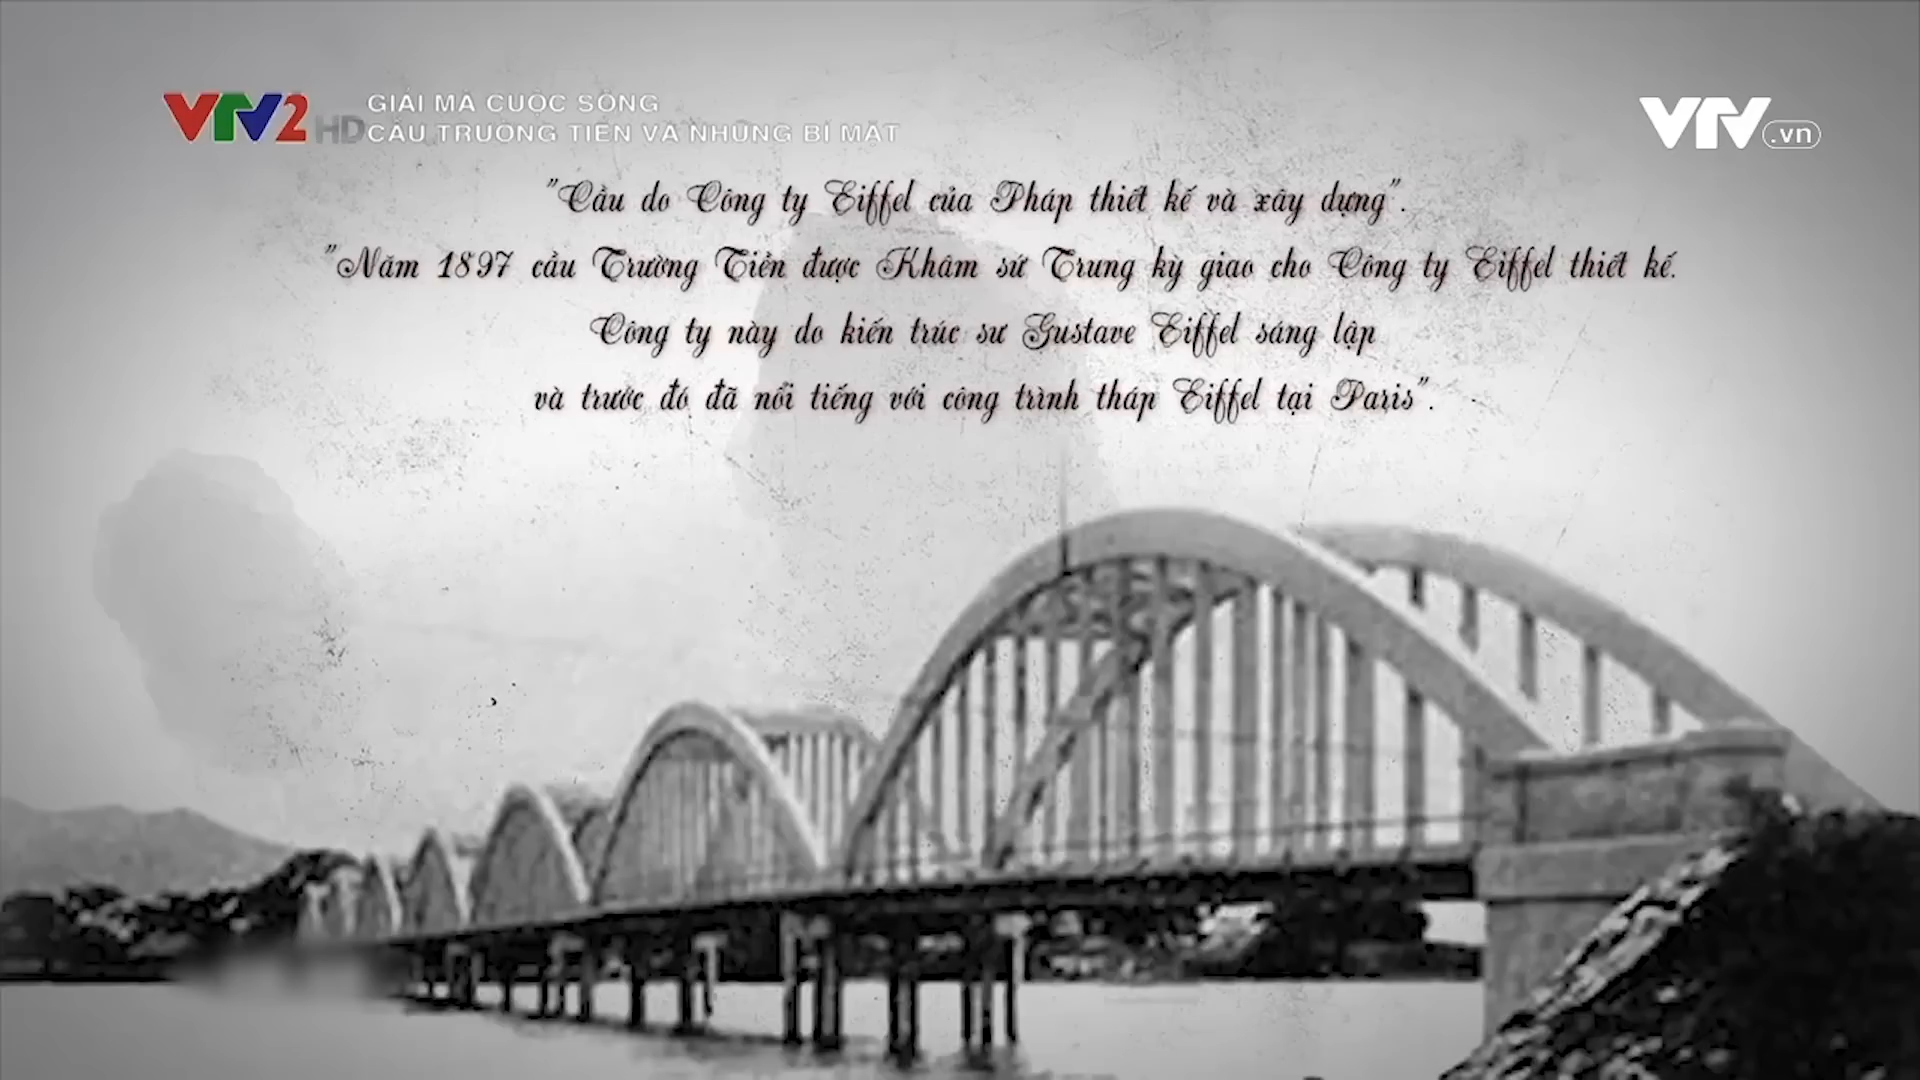 VTV2 HD GIẢI MÃ CUỘC SỐNG
CẦU TRƯỜNG TIỀN VÀ NHỮNG BÍ MẬT
VTV.vn
"Cầu do Công ty Eiffel của Pháp thiết kế và xây dựng".
"Năm 1897 cầu Trường Tiền được Khâm sứ Trung kỳ giao cho Công ty Eiffel thiết kế.
Công ty này do kiến trúc sư Gustave Eiffel sáng lập
và trước đó đã nổi tiếng với công trình tháp Eiffel tại Paris".